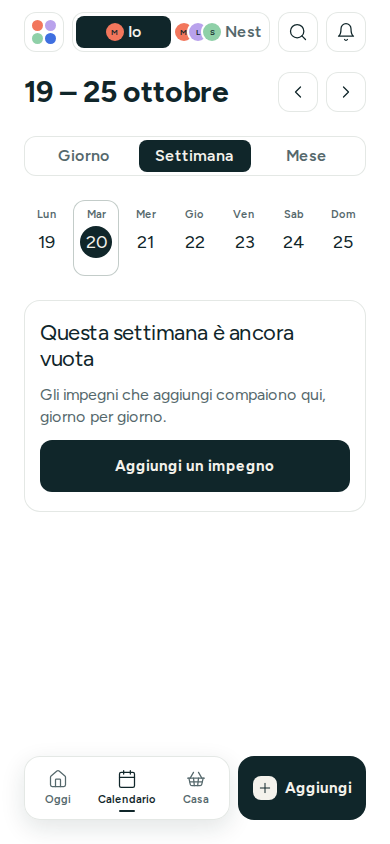 M Io M L S Nest
19 – 25 ottobre
Giorno Settimana Mese
Lun Mar Mer Gio Ven Sab Dom
19 20 21 22 23 24 25
Questa settimana è ancora
vuota
Gli impegni che aggiungi compaiono qui,
giorno per giorno.
Aggiungi un impegno
Oggi Calendario Casa
Aggiungi